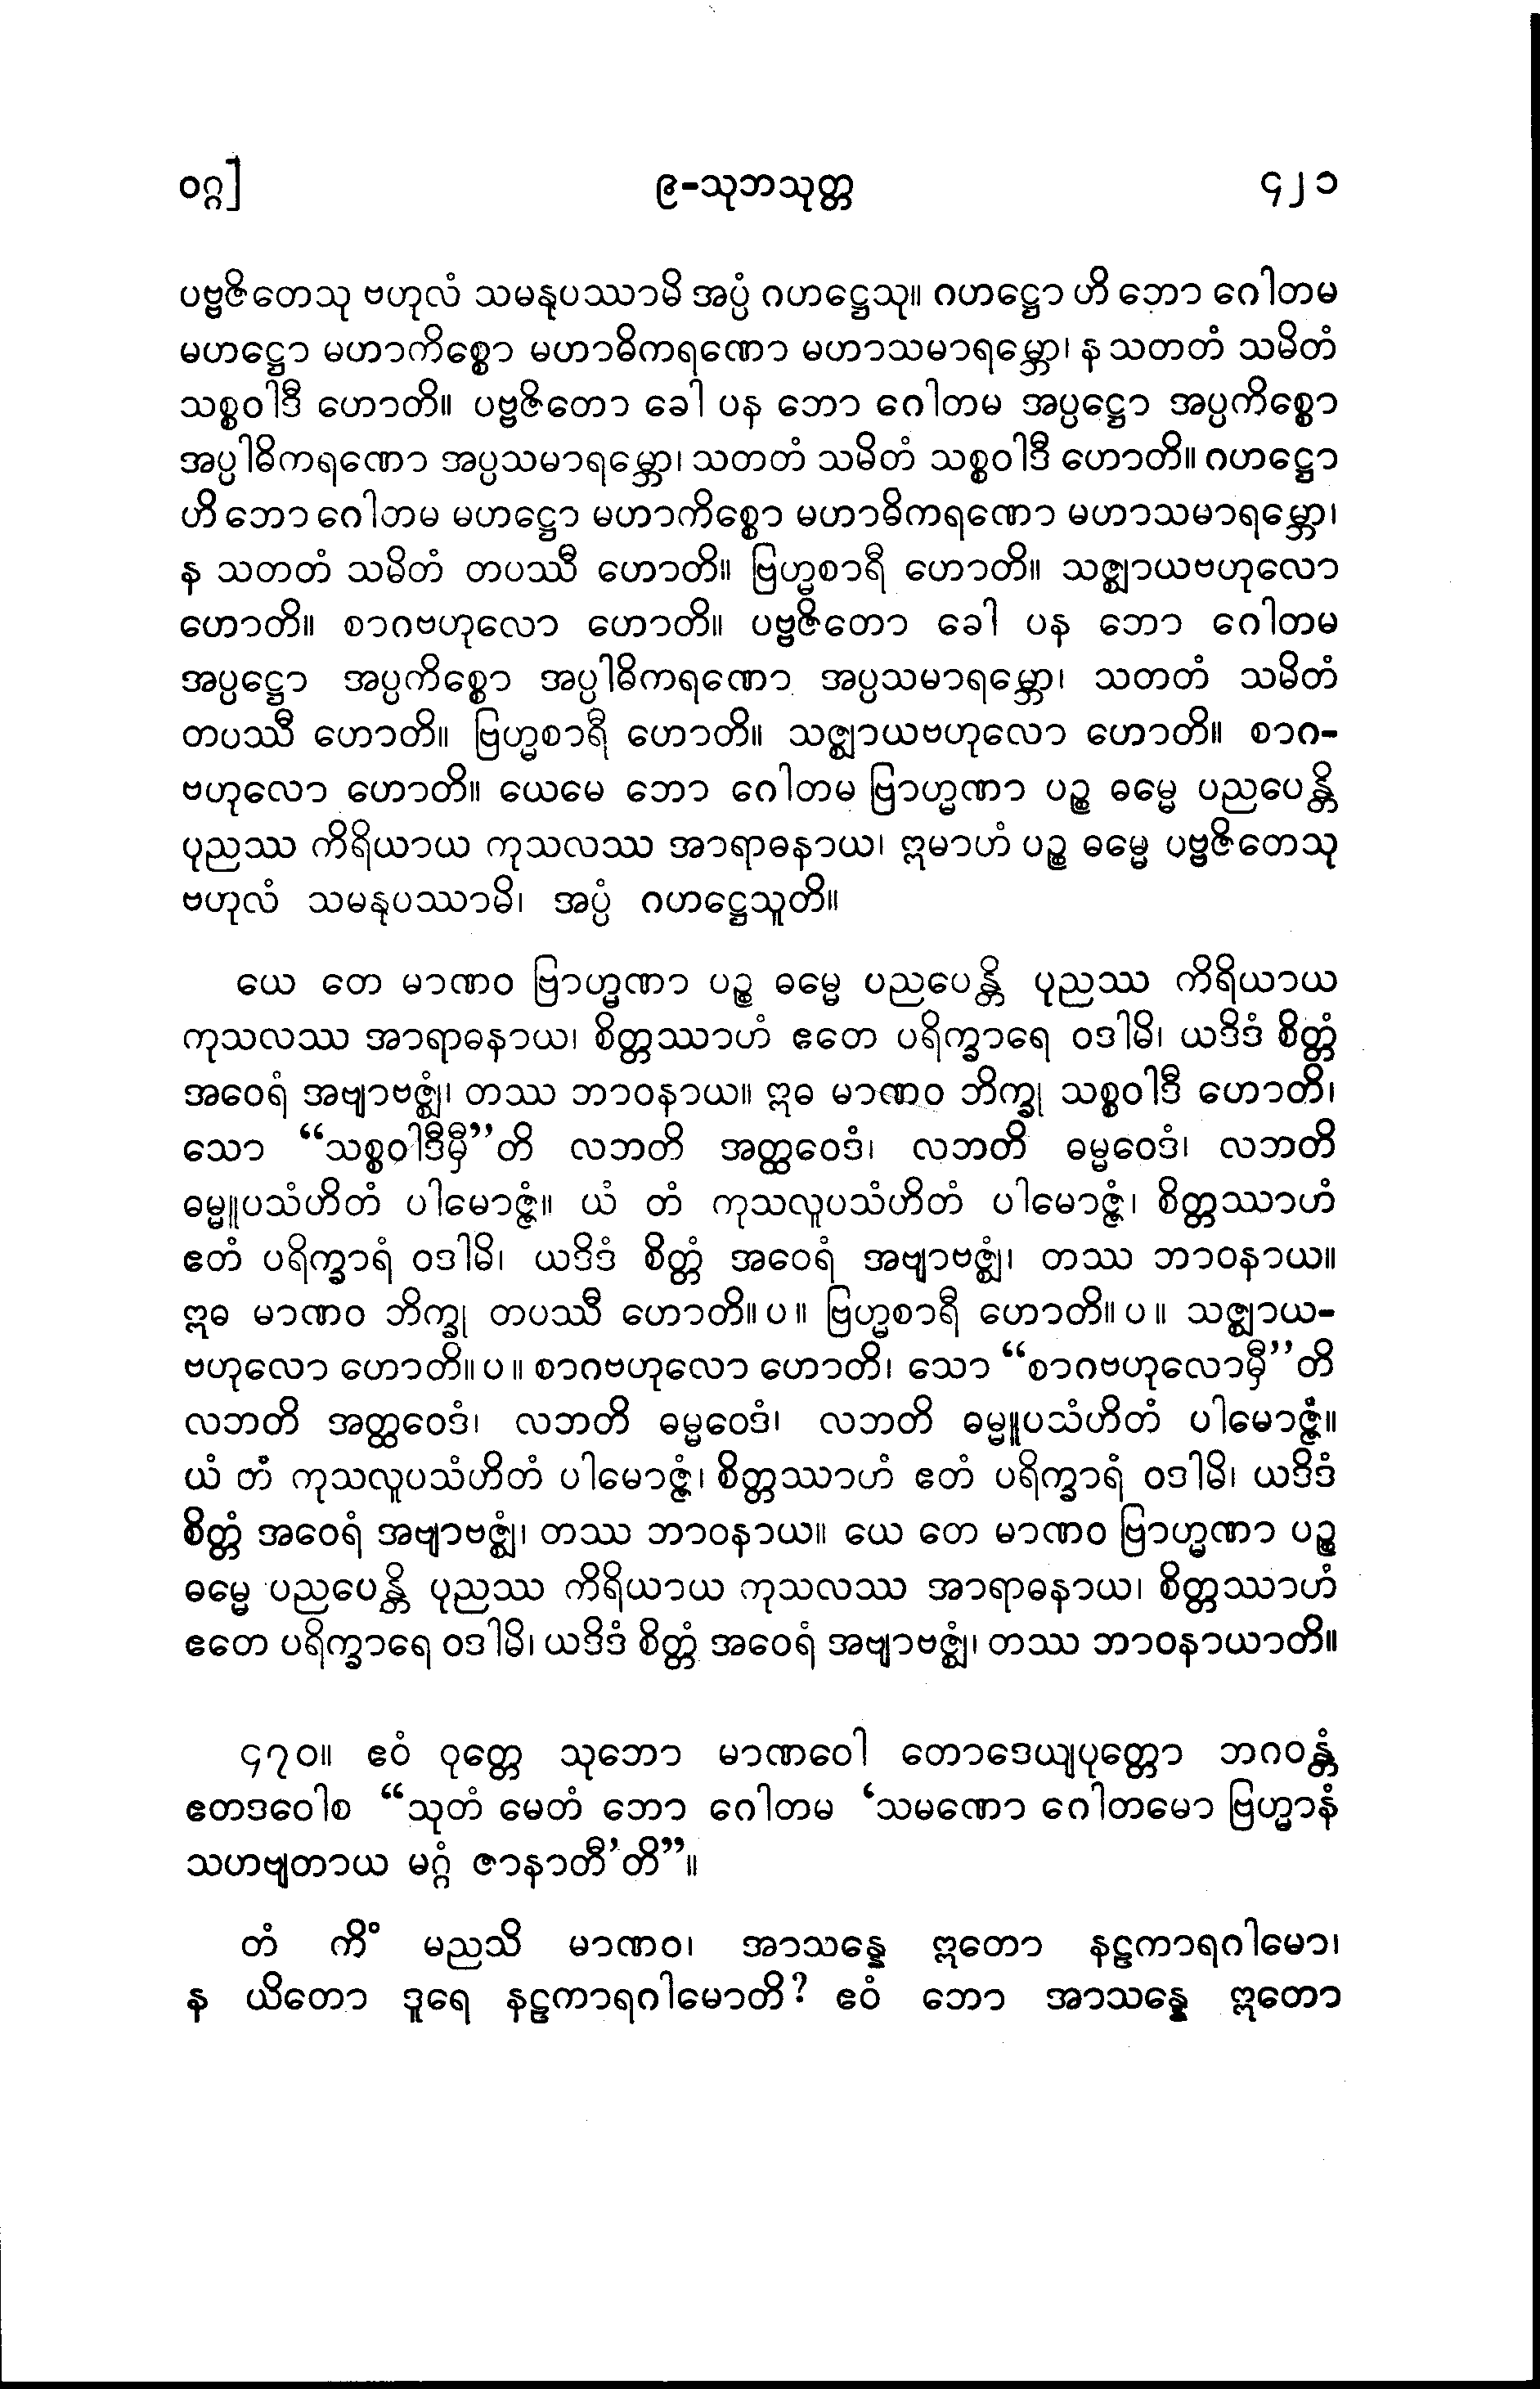 ဝဂ္ဂ]
၉-သုဘသုတ္တ
၄၂၁
ပဗ္ဗဇိတေသု ဗဟုလံ သမနုပဿာမိ အပ္ပံ ဂဟဋ္ဌေသု။ ဂဟဋ္ဌော ဟိ ဘော ဂေါတမ
မဟဋ္ဌော မဟာကိစ္စော မဟာဓိကရဏော မဟာသမာရမ္ဘော၊ န သတတံ သမိတံ
သစ္စဝါဒီ ဟောတိ။ ပဗ္ဗဇိတော ခေါ ပန ဘော ဂေါတမ အပ္ပဋ္ဌော အပ္ပကိစ္စော
အပ္ပါဓိကရဏော အပ္ပသမာရမ္ဘော၊ သတတံ သမိတံ သစ္စဝါဒီ ဟောတိ။ ဂဟဋ္ဌော
ဟိ ဘော ဂေါတမ မဟဋ္ဌော မဟာကိစ္စော မဟာဓိကရဏော မဟာသမာရမ္ဘော၊
န သတတံ သမိတံ တပဿီ ဟောတိ။ ဗြဟ္မစာရီ ဟောတိ။ သဇ္ဈာယဗဟုလော
ဟောတိ။ စာဂဗဟုလော ဟောတိ။ ပဗ္ဗဇိတော ခေါ ပန ဘော ဂေါတမ
အပ္ပဋ္ဌော အပ္ပကိစ္စော အပ္ပါဓိကရဏော အပ္ပသမာရမ္ဘော၊ သတတံ သမိတံ
တပဿီ ဟောတိ။ ဗြဟ္မစာရီ ဟောတိ။ သဇ္ဈာယဗဟုလော ဟောတိ။ စာဂ-
ဗဟုလော ဟောတိ။ ယေမေ ဘော ဂေါတမ ဗြာဟ္မဏာ ပဉ္စ ဓမ္မေ ပညပေန္တိ
ပုညဿ ကိရိယာယ ကုသလဿ အာရာဓနာယ၊ ဣမာဟံ ပဉ္စ ဓမ္မေ ပဗ္ဗဇိတေသု
ဗဟုလံ သမနုပဿာမိ၊ အပ္ပံ ဂဟဋ္ဌေသူတိ။
ယေ တေ မာဏဝ ဗြာဟ္မဏာ ပဉ္စ ဓမ္မေ ပညပေန္တိ ပုညဿ ကိရိယာယ
ကုသလဿ အာရာဓနာယ၊ စိတ္တဿာဟံ ဧတေ ပရိက္ခာရေ ဝဒါမိ၊ ယဒိဒံ စိတ္တံ
အဝေရံ အဗျာဗဇ္ဈံ၊ တဿ ဘာဝနာယ။ ဣဓ မာဏဝ ဘိက္ခု သစ္စဝါဒီ ဟောတိ၊
သော “သစ္စဝါဒီမှီ”တိ လဘတိ အတ္ထဝေဒံ၊ လဘတိ ဓမ္မဝေဒံ၊ လဘတိ
ဓမ္မူပသံဟိတံ ပါမောဇ္ဇံ။ ယံ တံ ကုသလူပသံဟိတံ ပါမောဇ္ဇံ၊ စိတ္တဿာဟံ
ဧတံ ပရိက္ခာရံ ဝဒါမိ၊ ယဒိဒံ စိတ္တံ အဝေရံ အဗျာဗဇ္ဈံ၊ တဿ ဘာဝနာယ။
ဣဓ မာဏဝ ဘိက္ခု တပဿီ ဟောတိ။ပ။ ဗြဟ္မစာရီ ဟောတိ။ပ။ သဇ္ဈာယ-
ဗဟုလော ဟောတိ။ပ။ စာဂဗဟုလော ဟောတိ၊ သော “စာဂဗဟုလောမှီ”တိ
လဘတိ အတ္ထဝေဒံ၊ လဘတိ ဓမ္မဝေဒံ၊ လဘတိ ဓမ္မူပသံဟိတံ ပါမောဇ္ဇံ။
ယံ တံ ကုသလူပသံဟိတံ ပါမောဇ္ဇံ၊ စိတ္တဿာဟံ ဧတံ ပရိက္ခာရံ ဝဒါမိ၊ ယဒိဒံ
စိတ္တံ အဝေရံ အဗျာဗဇ္ဈံ၊ တဿ ဘာဝနာယ။ ယေ တေ မာဏဝ ဗြာဟ္မဏာ ပဉ္စ
ဓမ္မေ ပညပေန္တိ ပုညဿ ကိရိယာယ ကုသလဿ အာရာဓနာယ၊ စိတ္တဿာဟံ
ဧတေ ပရိက္ခာရေ ဝဒါမိ၊ ယဒိဒံ စိတ္တံ အဝေရံ အဗျာဗဇ္ဈံ၊ တဿ ဘာဝနာယာတိ။
၄၇၀။ ဧဝံ ဝုတ္တေ သုဘော မာဏဝေါ တောဒေယျပုတ္တော ဘဂဝန္တံ
ဧတဒဝေါစ “သုတံ မေတံ ဘော ဂေါတမ ‘သမဏော ဂေါတမော ဗြဟ္မာနံ
သဟဗျတာယ မဂ္ဂံ ဇာနာတီ’တိ”။
တံ ကိံ မညသိ မာဏဝ၊ အာသန္နေ ဣတော နဠကာရဂါမော၊
န ယိတော ဒူရေ နဠကာရဂါမောတိ? ဧဝံ ဘော အာသန္နေ ဣတော